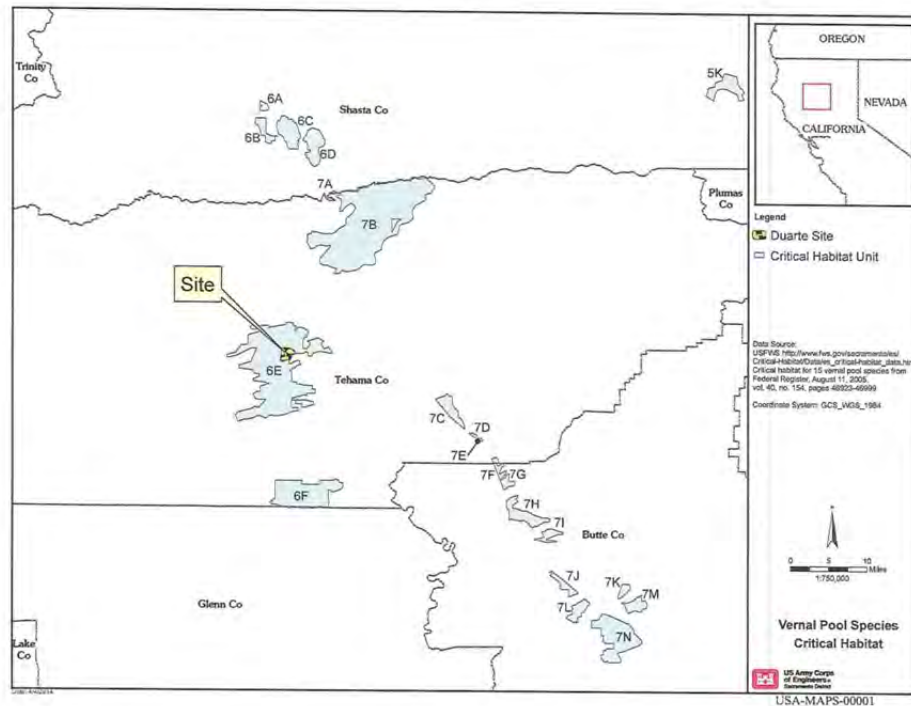 Trinity
Co
6A
6B
6C
6D
Shasta Co
5K
7A
7B
Plumas
Co
Site
6E
Tehama Co
7C
7D
7E
7F
7G
6F
7H
7I
Butte Co
7J
7K
7L
7M
7N
Glenn Co
Lake
Co
OREGON
NEVADA
CALIFORNIA
Legend
Duarte Site
Critical Habitat Unit
Data Source:
Critical habitat for 15 vernal pool species from
Federal Register, August 11, 2005,
vol. 40, no. 154, pages 46923-46999
Coordinate System: GCS_WGS_1984
0 5 10
Miles
1:750,000
Vernal Pool Species
Critical Habitat
US Army Corps
of Engineers®
Sacramento District
USA-MAPS-00001